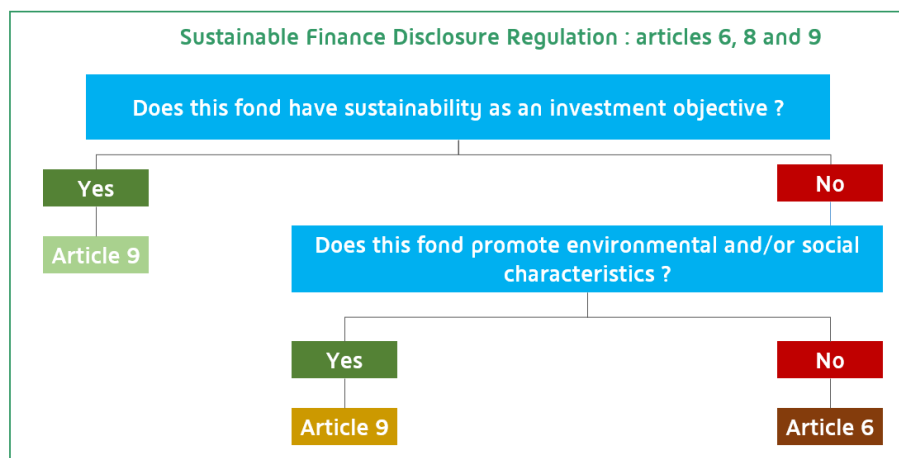 Sustainable Finance Disclosure Regulation : articles 6, 8 and 9
Does this fond have sustainability as an investment objective ?
Yes
No
Article 9
Does this fond promote environmental and/or social
characteristics ?
Yes
No
Article 9
Article 6